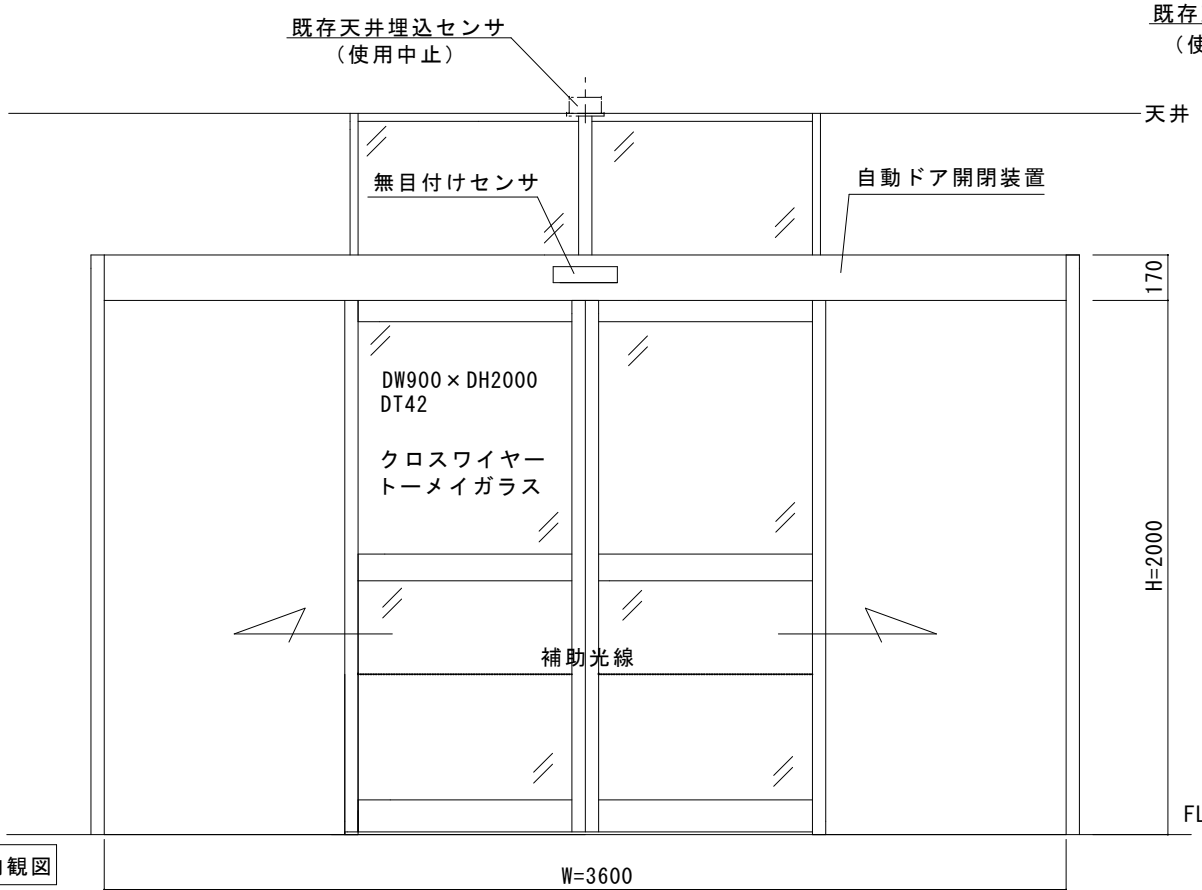 既存天井埋込センサ
（使用中止）
既存
（使
天井
無目付けセンサ
自動ドア開閉装置
170
DW900×DH2000
DT42
クロスワイヤー
トーメイガラス
H=2000
補助光線
FL
観図
W=3600